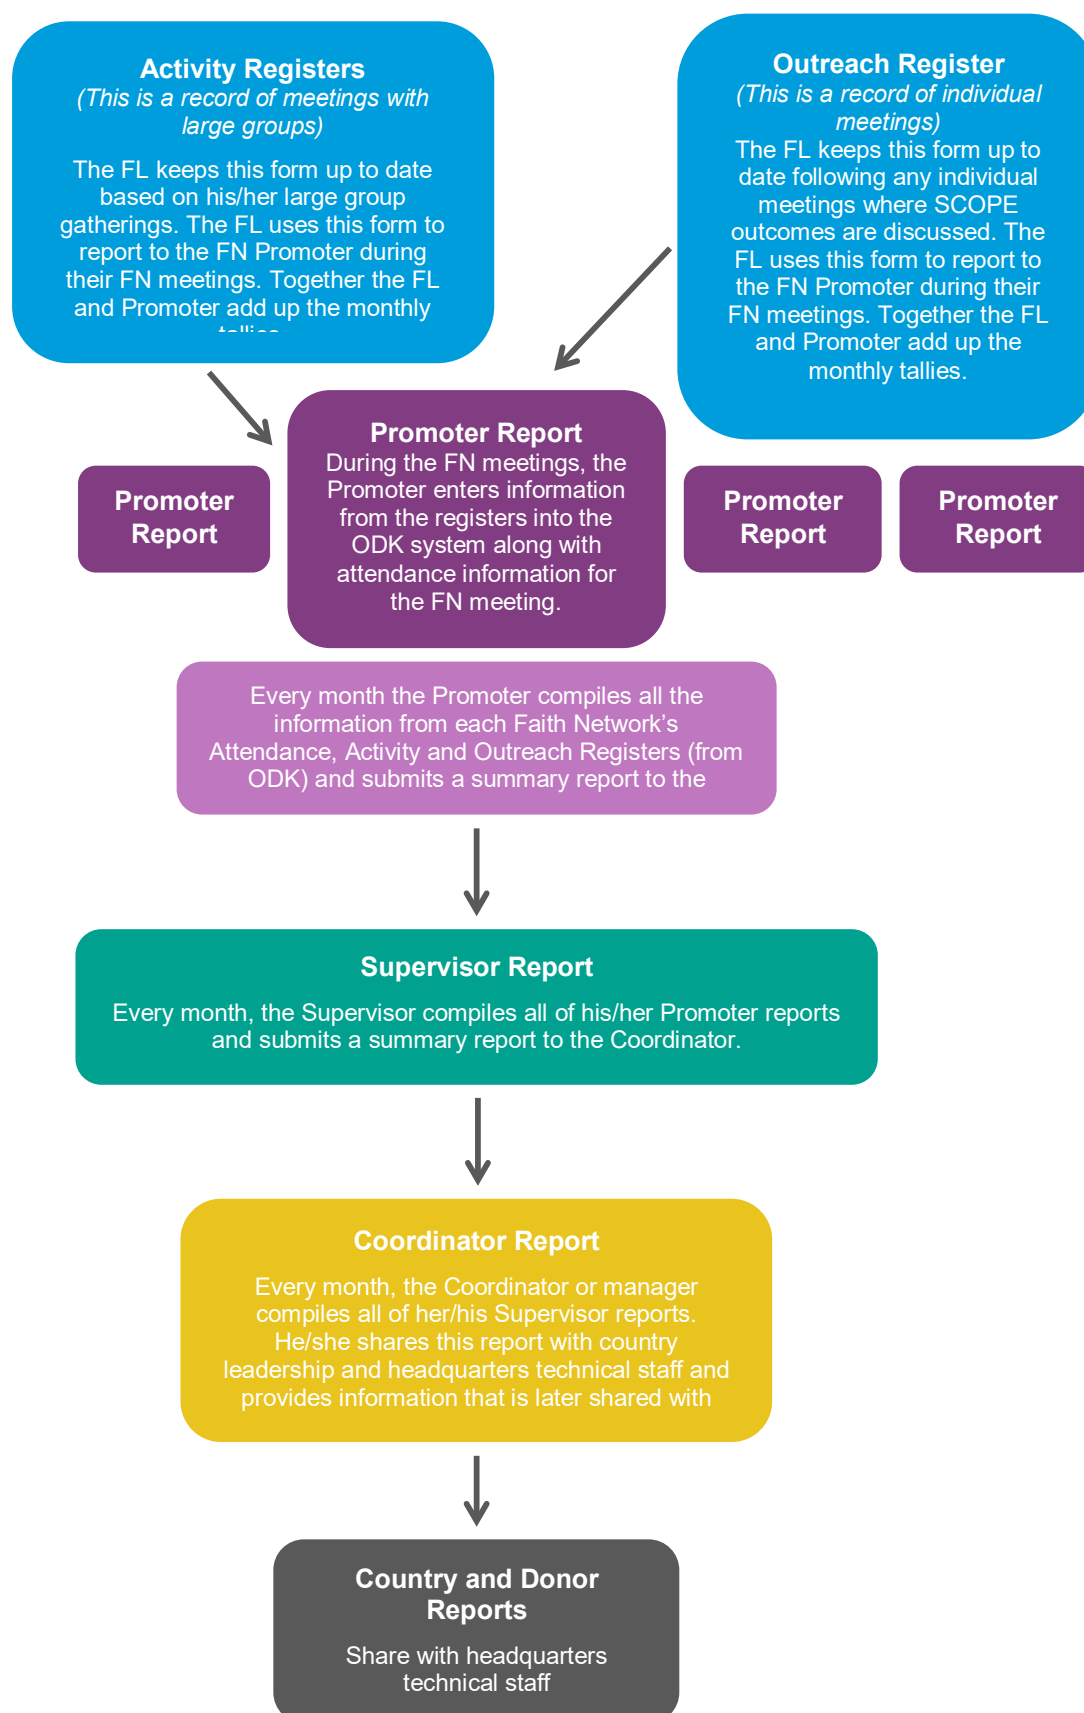 Activity Registers
(This is a record of meetings with
large groups)
The FL keeps this form up to date
based on his/her large group
gatherings. The FL uses this form to
report to the FN Promoter during
their FN meetings. Together the FL
and Promoter add up the monthly
Outreach Register
(This is a record of individual
meetings)
The FL keeps this form up to
date following any individual
meetings where SCOPE
outcomes are discussed. The
FL uses this form to report to
the FN Promoter during their
FN meetings. Together the FL
and Promoter add up the
monthly tallies.
Promoter
Report
Promoter Report
During the FN meetings, the
Promoter enters information
from the registers into the
ODK system along with
attendance information for
the FN meeting.
Promoter
Report
Promoter
Report
Every month the Promoter compiles all the
information from each Faith Network’s
Attendance, Activity and Outreach Registers (from
ODK) and submits a summary report to the
Supervisor Report
Every month, the Supervisor compiles all of his/her Promoter reports
and submits a summary report to the Coordinator.
Coordinator Report
Every month, the Coordinator or manager
compiles all of her/his Supervisor reports.
He/she shares this report with country
leadership and headquarters technical staff and
provides information that is later shared with
Country and Donor
Reports
Share with headquarters
technical staff